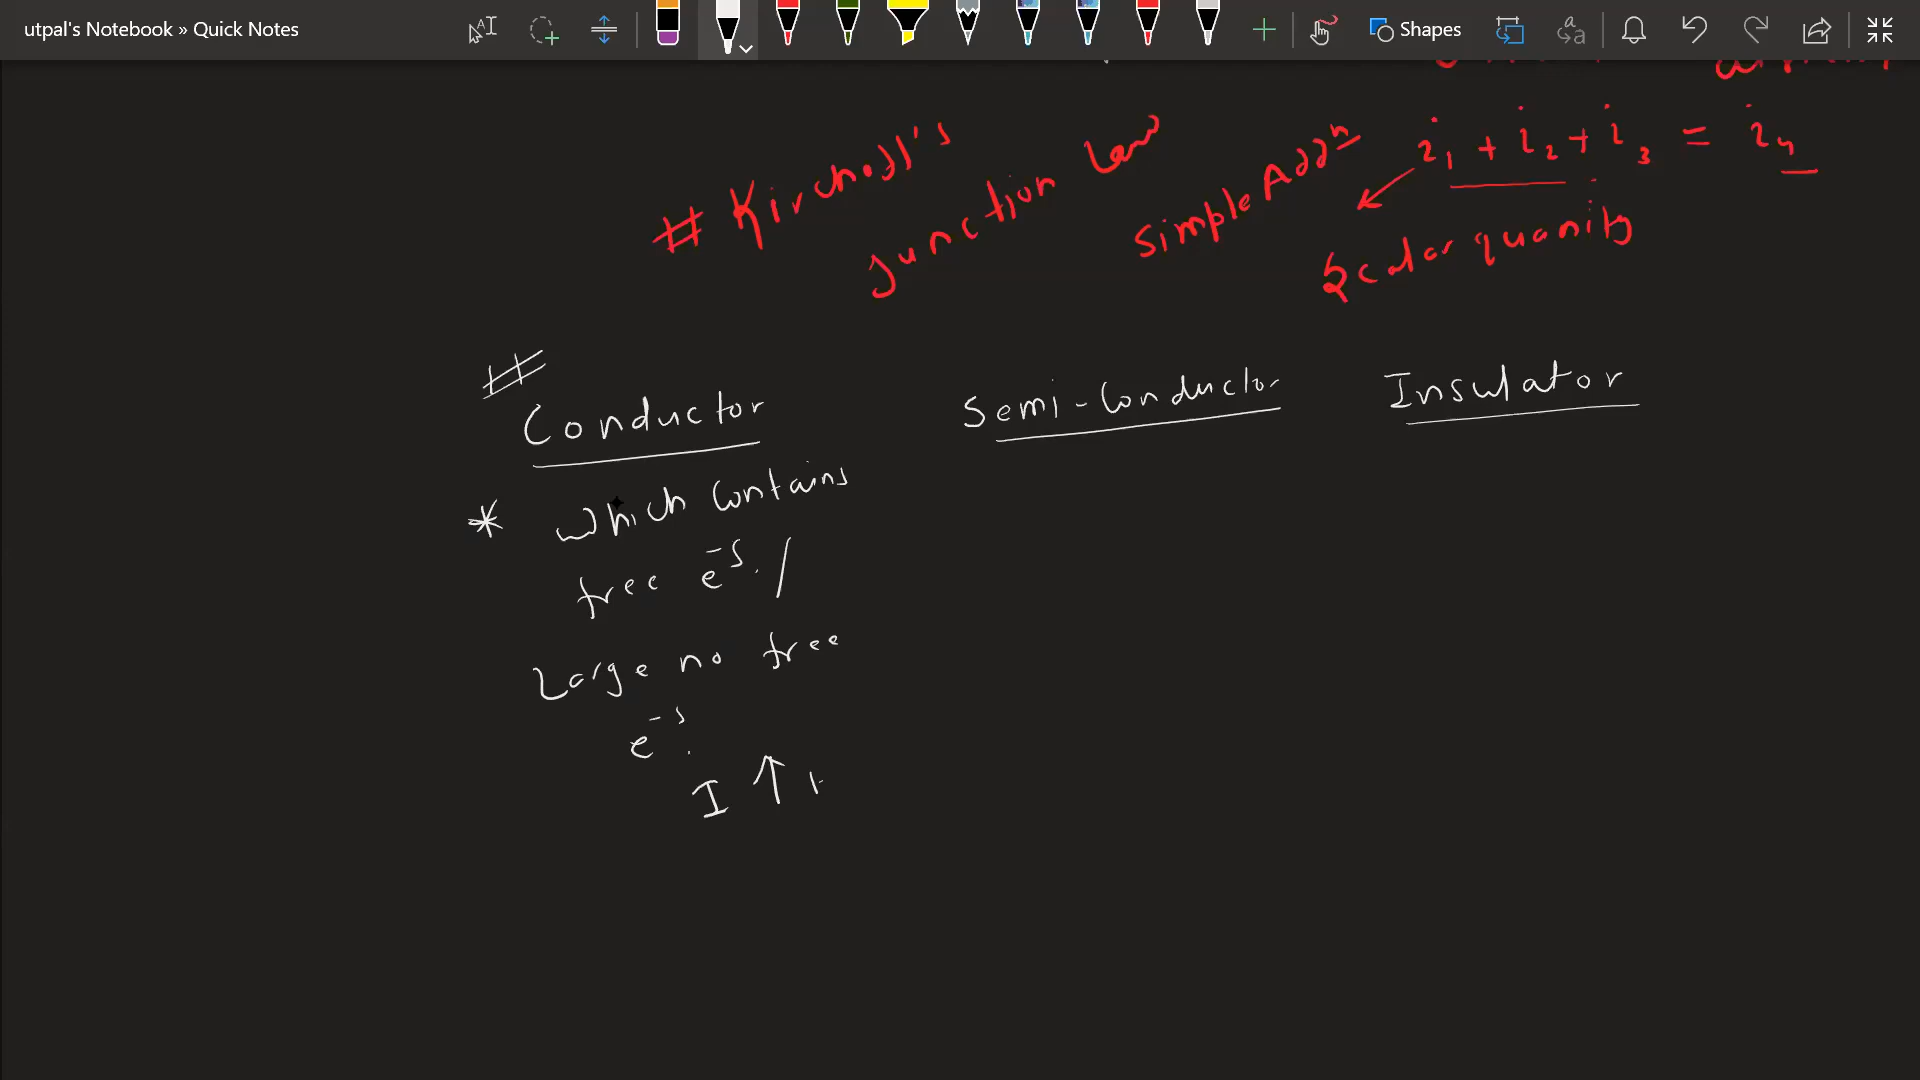 utpal's Notebook » Quick Notes
Shapes
# Kirchoff's
Junction Law
Simple Addⁿ
i₁ + i₂ + i₃ = i₄
Scalar quanity
#
Conductor
Semi-Conductor
Insulator
* Which contains
free e⁻s. /
Large no free
e⁻s.
I ↑